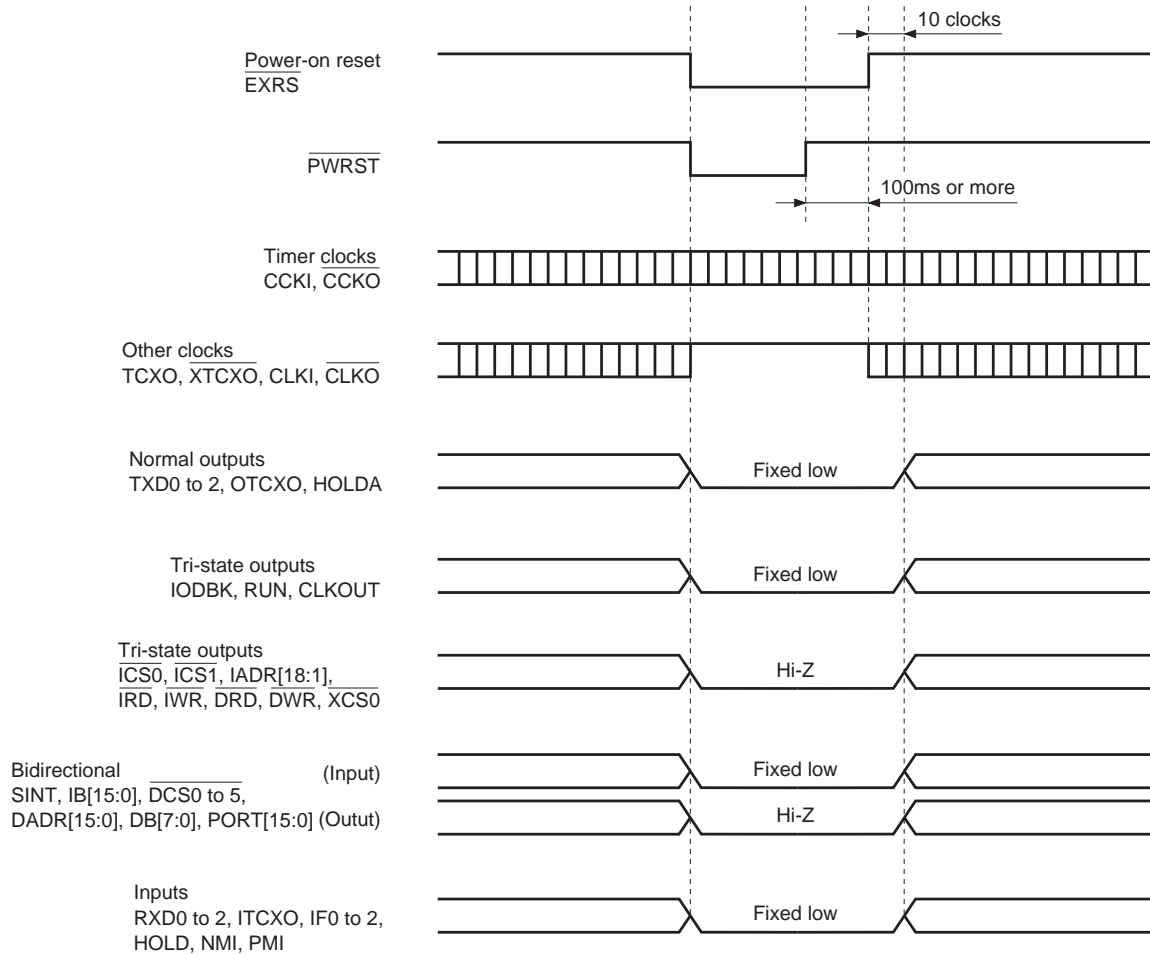 10 clocks
Power-on reset
EXRS
PWRST
100ms or more
Timer clocks
CCKI, CCKO
Other clocks
TCXO, XTCXO, CLKI, CLKO
Normal outputs
TXD0 to 2, OTCXO, HOLDA
Fixed low
Tri-state outputs
IODBK, RUN, CLKOUT
Fixed low
Tri-state outputs
ICS0, ICS1, IADR[18:1],
IRD, IWR, DRD, DWR, XCS0
Hi-Z
Bidirectional (Input)
SINT, IB[15:0], DCS0 to 5,
DADR[15:0], DB[7:0], PORT[15:0] (Outut)
Fixed low
Hi-Z
Inputs
RXD0 to 2, ITCXO, IF0 to 2,
HOLD, NMI, PMI
Fixed low